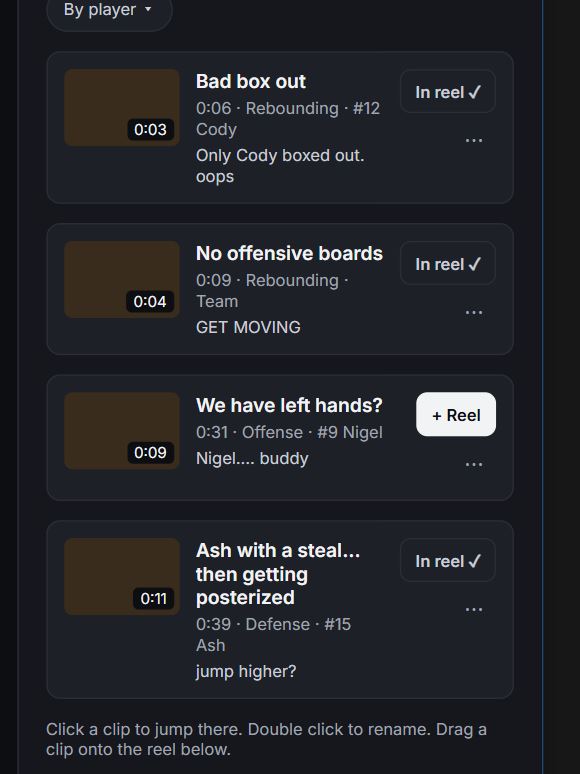 By player ▾
Bad box out
In reel ✓
0:06 · Rebounding · #12
Cody
0:03
...
Only Cody boxed out.
oops
No offensive boards
In reel ✓
0:09 · Rebounding ·
Team
0:04
...
GET MOVING
We have left hands?
+ Reel
0:31 · Offense · #9 Nigel
0:09
Nigel.... buddy
...
Ash with a steal...
then getting
posterized
In reel ✓
0:11
...
0:39 · Defense · #15
Ash
jump higher?
Click a clip to jump there. Double click to rename. Drag a
clip onto the reel below.